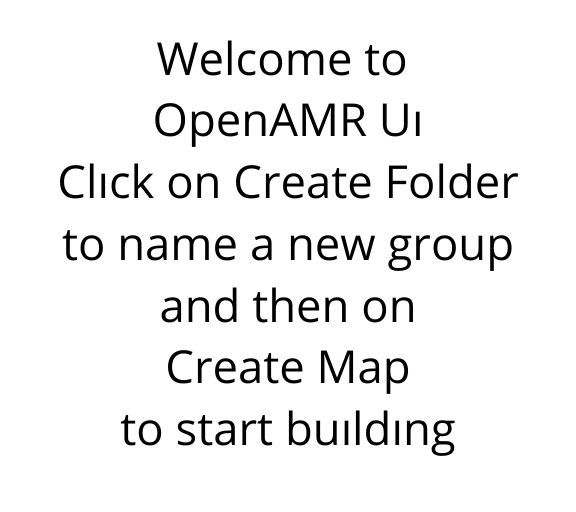 Welcome to
OpenAMR Uı
Clıck on Create Folder
to name a new group
and then on
Create Map
to start buıldıng